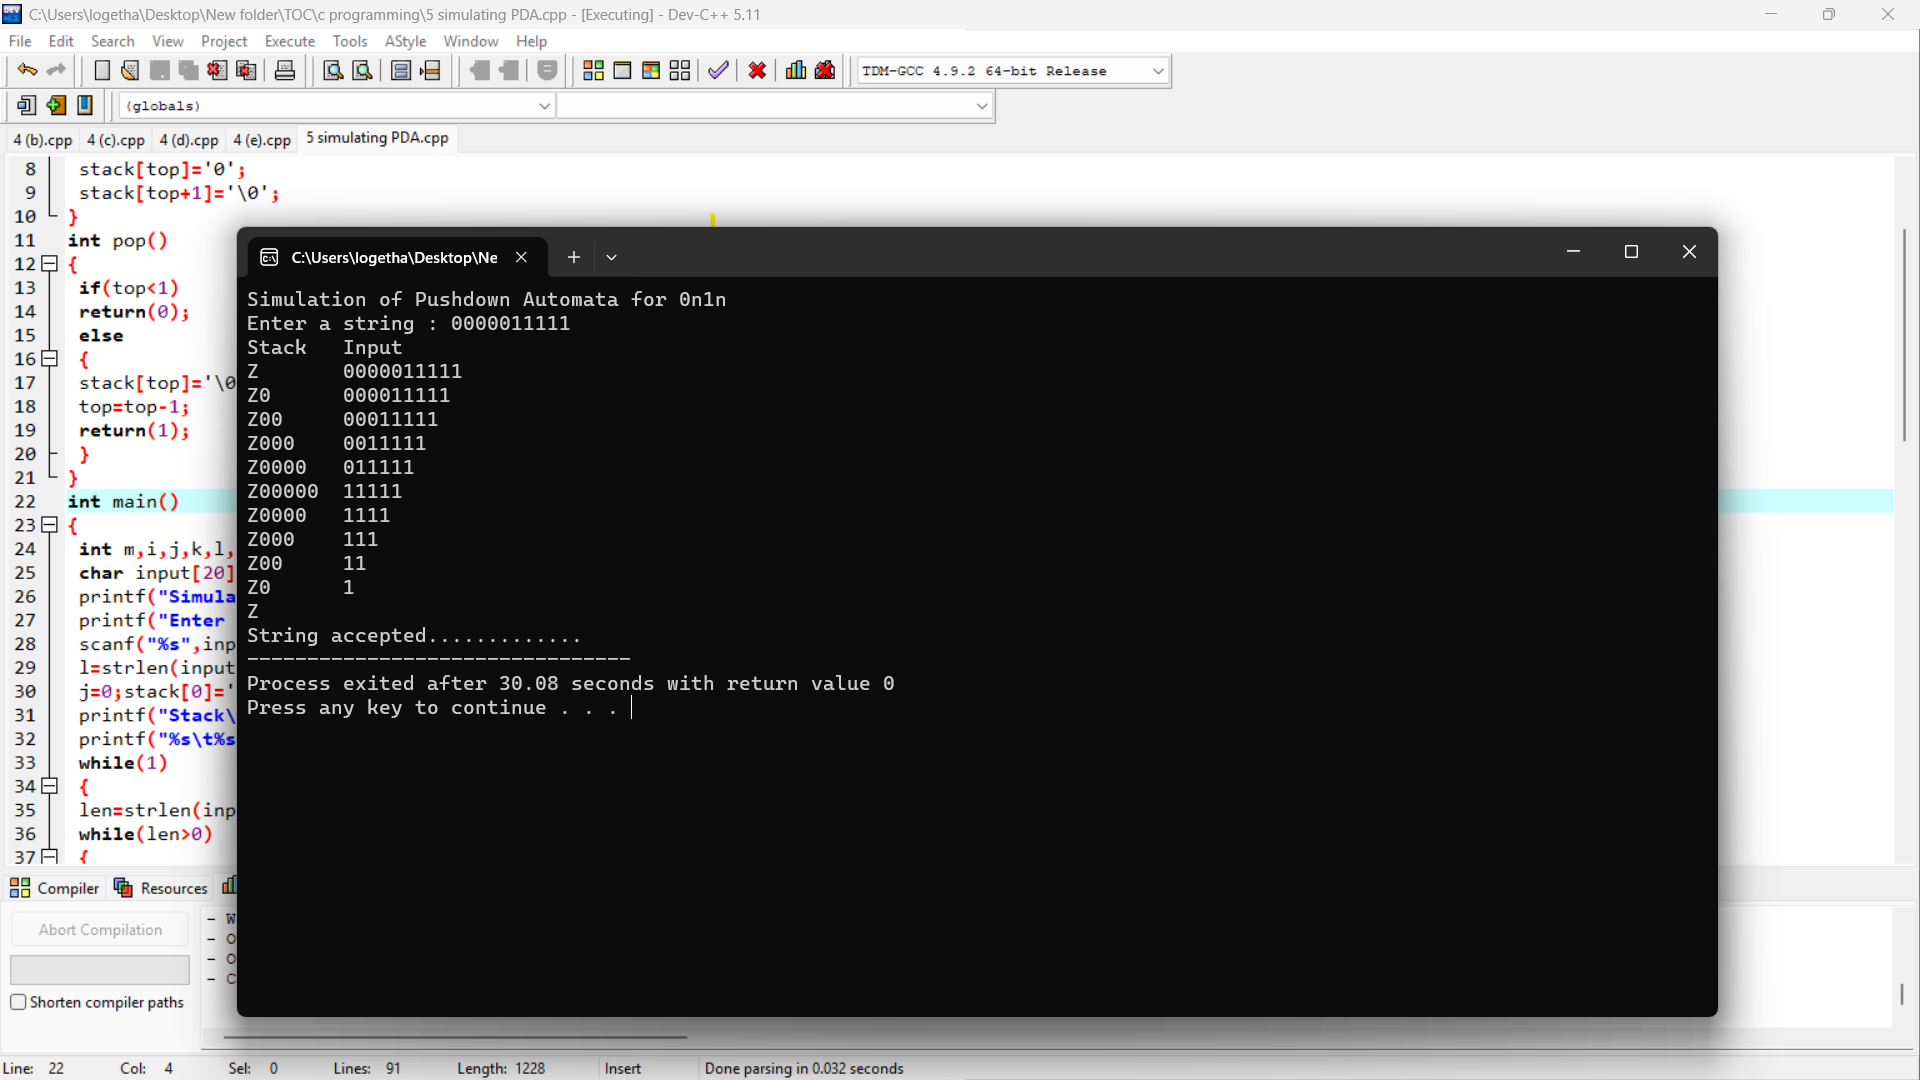 C:\Users\logetha\Desktop\New folder\TOC\c programming\5 simulating PDA.cpp - [Executing] - Dev-C++ 5.11
File Edit Search View Project Execute Tools AStyle Window Help
TDM-GCC 4.9.2 64-bit Release
(globals)
4 (b).cpp 4 (c).cpp 4 (d).cpp 4 (e).cpp 5 simulating PDA.cpp
8 stack[top]='0';
9 stack[top+1]='\0';
10 }
11 int pop()
12 {
13 if(top<1)
14 return(0);
15 else
16 {
17 stack[top]='\0
18 top=top-1;
19 return(1);
20 }
21 }
22 int main()
23 {
24 int m,i,j,k,l,
25 char input[20]
26 printf("Simula
27 printf("Enter
28 scanf("%s",inp
29 l=strlen(input
30 j=0;stack[0]='
31 printf("Stack\
32 printf("%s\t%s
33 while(1)
34 {
35 len=strlen(inp
36 while(len>0)
37 {
C:\Users\logetha\Desktop\Ne
Simulation of Pushdown Automata for 0n1n
Enter a string : 0000011111
Stack Input
Z 0000011111
Z0 000011111
Z00 00011111
Z000 0011111
Z0000 011111
Z00000 11111
Z0000 1111
Z000 111
Z00 11
Z0 1
Z
String accepted.............
--------------------------------
Process exited after 30.08 seconds with return value 0
Press any key to continue . . .
Compiler Resources
Abort Compilation
Shorten compiler paths
- W
- O
- O
- C
Line: 22 Col: 4 Sel: 0 Lines: 91 Length: 1228 Insert Done parsing in 0.032 seconds